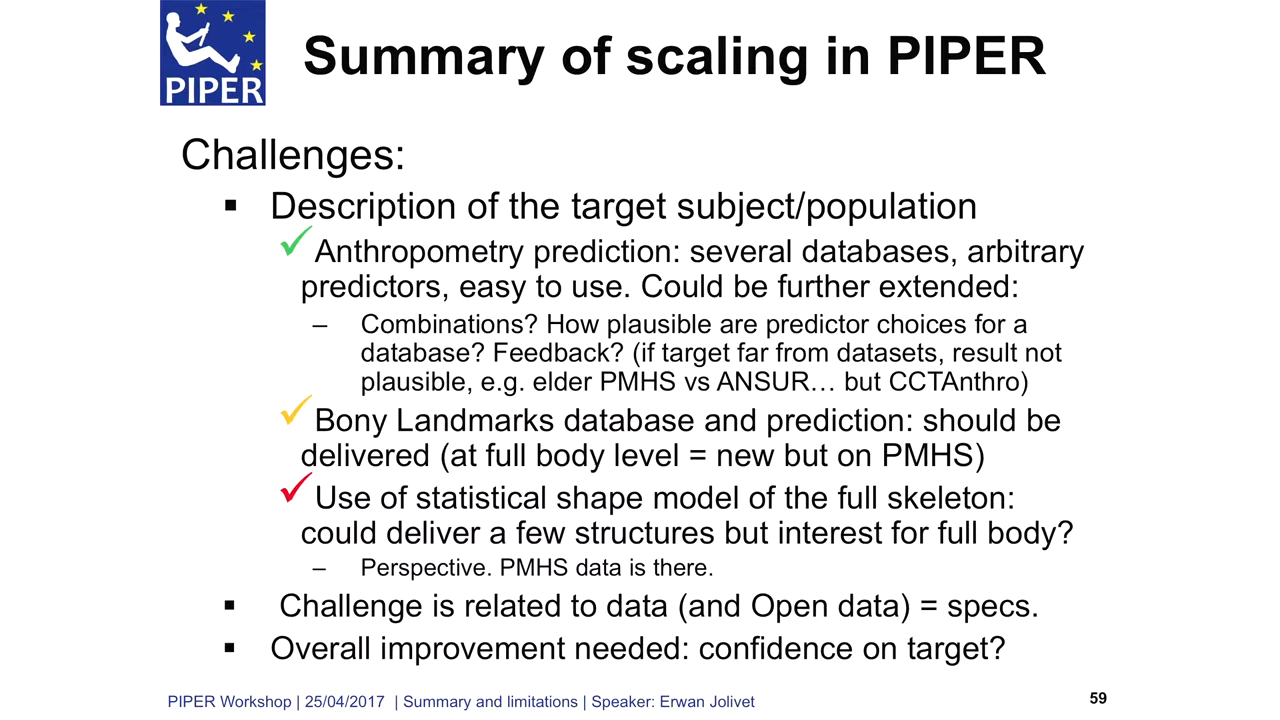 PIPER
Summary of scaling in PIPER
Challenges:
▪ Description of the target subject/population
✓Anthropometry prediction: several databases, arbitrary
predictors, easy to use. Could be further extended:
– Combinations? How plausible are predictor choices for a
database? Feedback? (if target far from datasets, result not
plausible, e.g. elder PMHS vs ANSUR… but CCTAnthro)
✓Bony Landmarks database and prediction: should be
delivered (at full body level = new but on PMHS)
✓Use of statistical shape model of the full skeleton:
could deliver a few structures but interest for full body?
– Perspective. PMHS data is there.
▪ Challenge is related to data (and Open data) = specs.
▪ Overall improvement needed: confidence on target?
PIPER Workshop | 25/04/2017 | Summary and limitations | Speaker: Erwan Jolivet
59